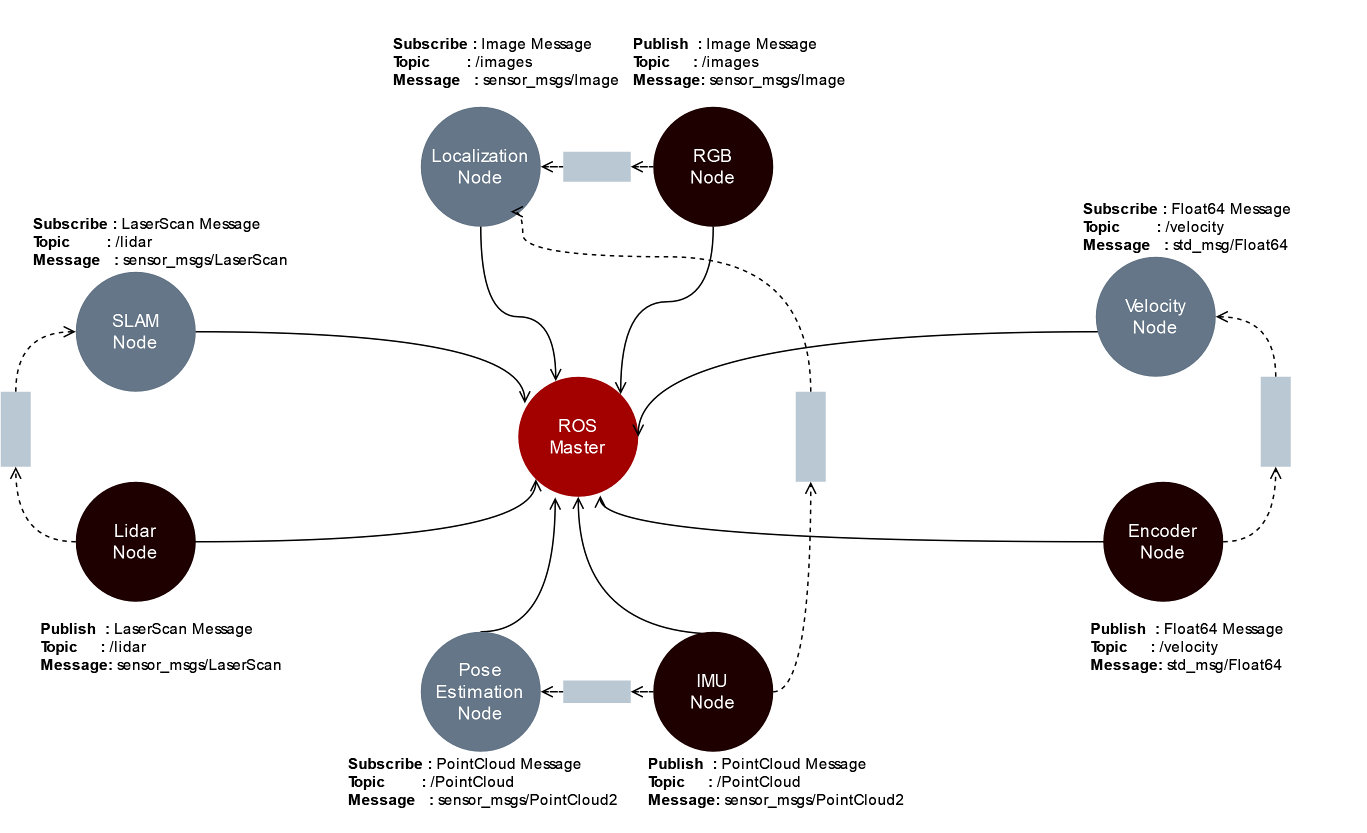 Subscribe : Image Message
Topic : /images
Message : sensor_msgs/Image
Publish : Image Message
Topic : /images
Message: sensor_msgs/Image
Localization
Node
RGB
Node
Subscribe : LaserScan Message
Topic : /lidar
Message : sensor_msgs/LaserScan
Subscribe : Float64 Message
Topic : /velocity
Message : std_msg/Float64
SLAM
Node
Velocity
Node
ROS
Master
Lidar
Node
Encoder
Node
Publish : LaserScan Message
Topic : /lidar
Message: sensor_msgs/LaserScan
Publish : Float64 Message
Topic : /velocity
Message: std_msg/Float64
Pose
Estimation
Node
IMU
Node
Subscribe : PointCloud Message
Topic : /PointCloud
Message : sensor_msgs/PointCloud2
Publish : PointCloud Message
Topic : /PointCloud
Message: sensor_msgs/PointCloud2